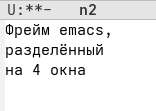 U:**- n2
Фрейм emacs,
разделённый
на 4 окна